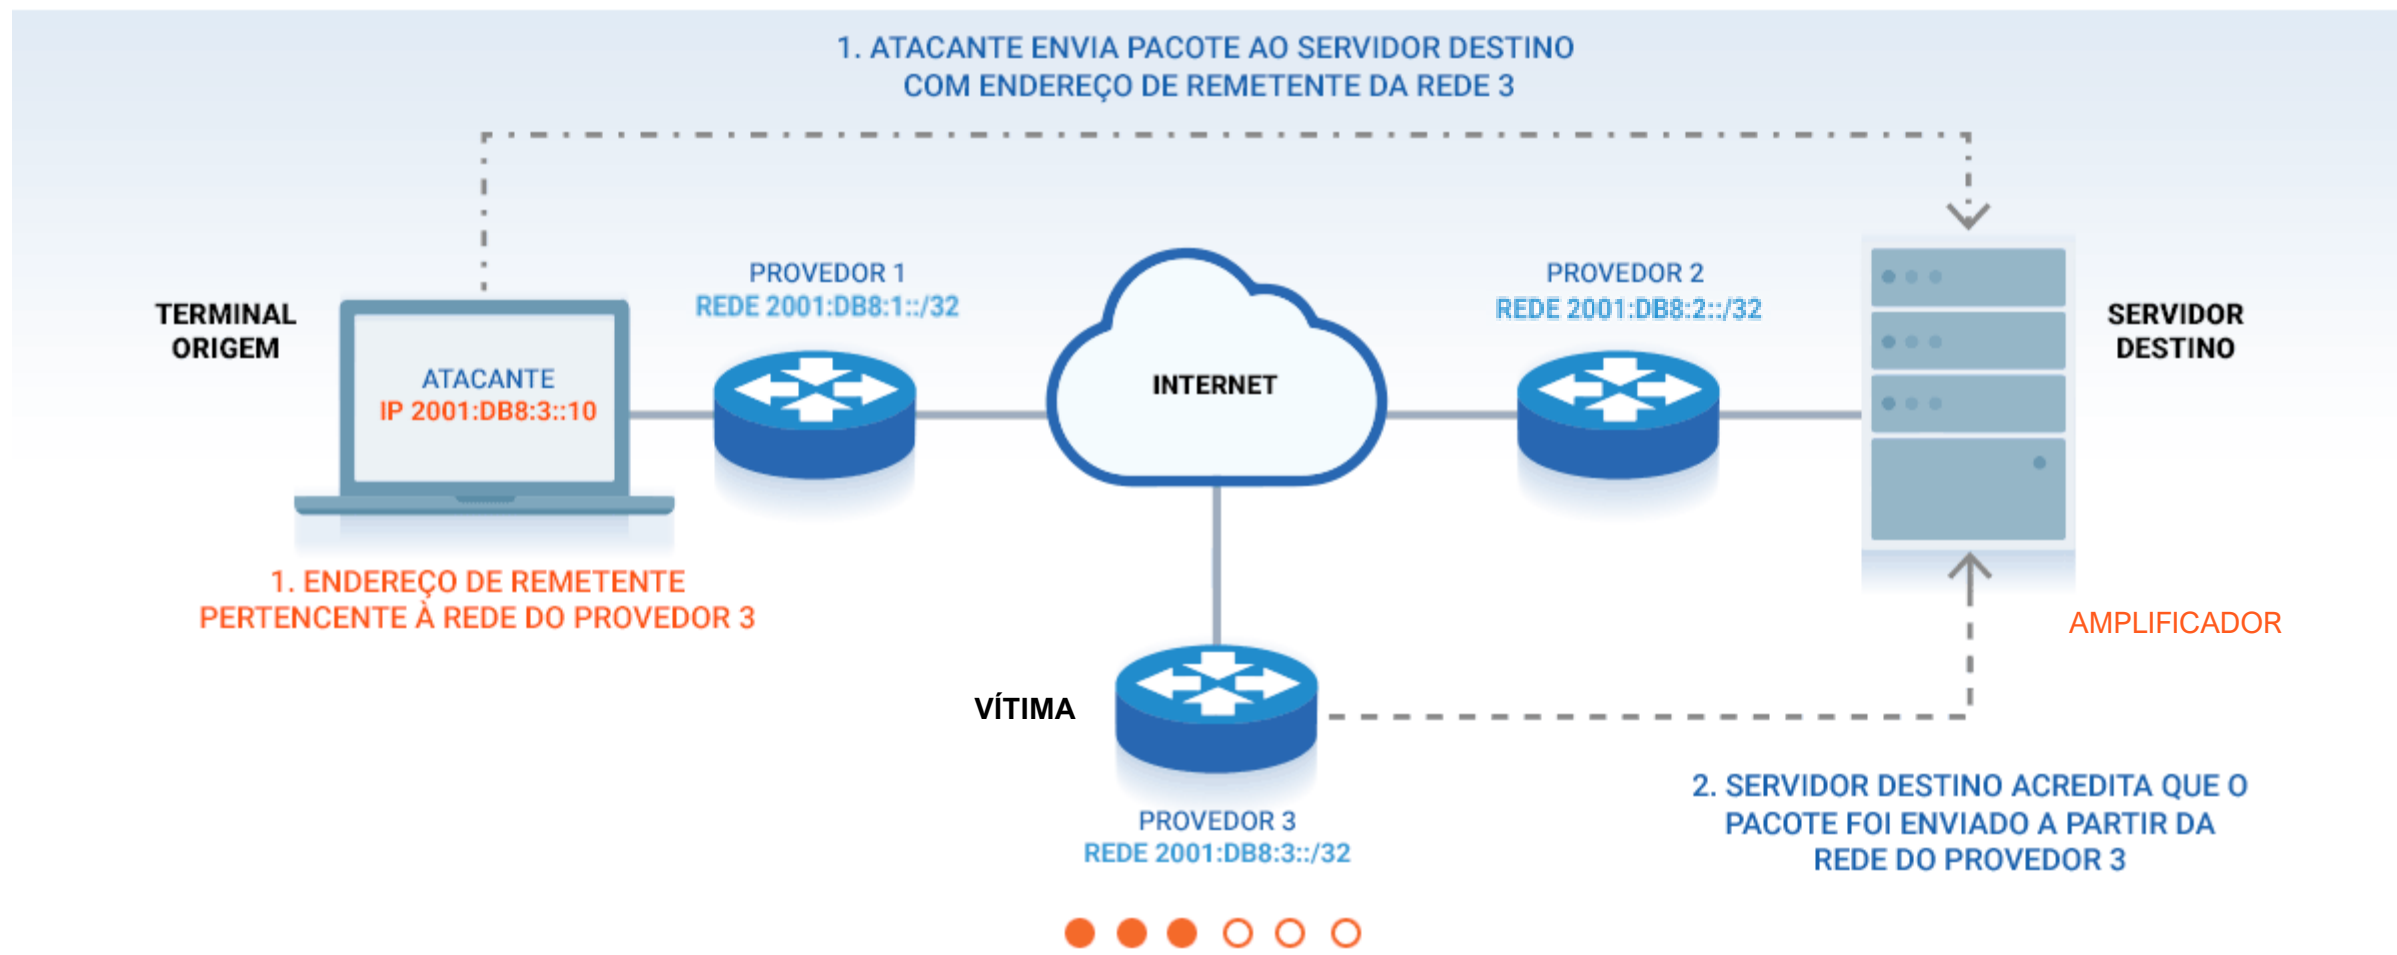 1. ATACANTE ENVIA PACOTE AO SERVIDOR DESTINO
COM ENDEREÇO DE REMETENTE DA REDE 3
TERMINAL
ORIGEM
ATACANTE
IP 2001:DB8:3::10
1. ENDEREÇO DE REMETENTE
PERTENCENTE À REDE DO PROVEDOR 3
PROVEDOR 1
REDE 2001:DB8:1::/32
INTERNET
PROVEDOR 2
REDE 2001:DB8:2::/32
SERVIDOR
DESTINO
AMPLIFICADOR
VÍTIMA
PROVEDOR 3
REDE 2001:DB8:3::/32
2. SERVIDOR DESTINO ACREDITA QUE O
PACOTE FOI ENVIADO A PARTIR DA
REDE DO PROVEDOR 3